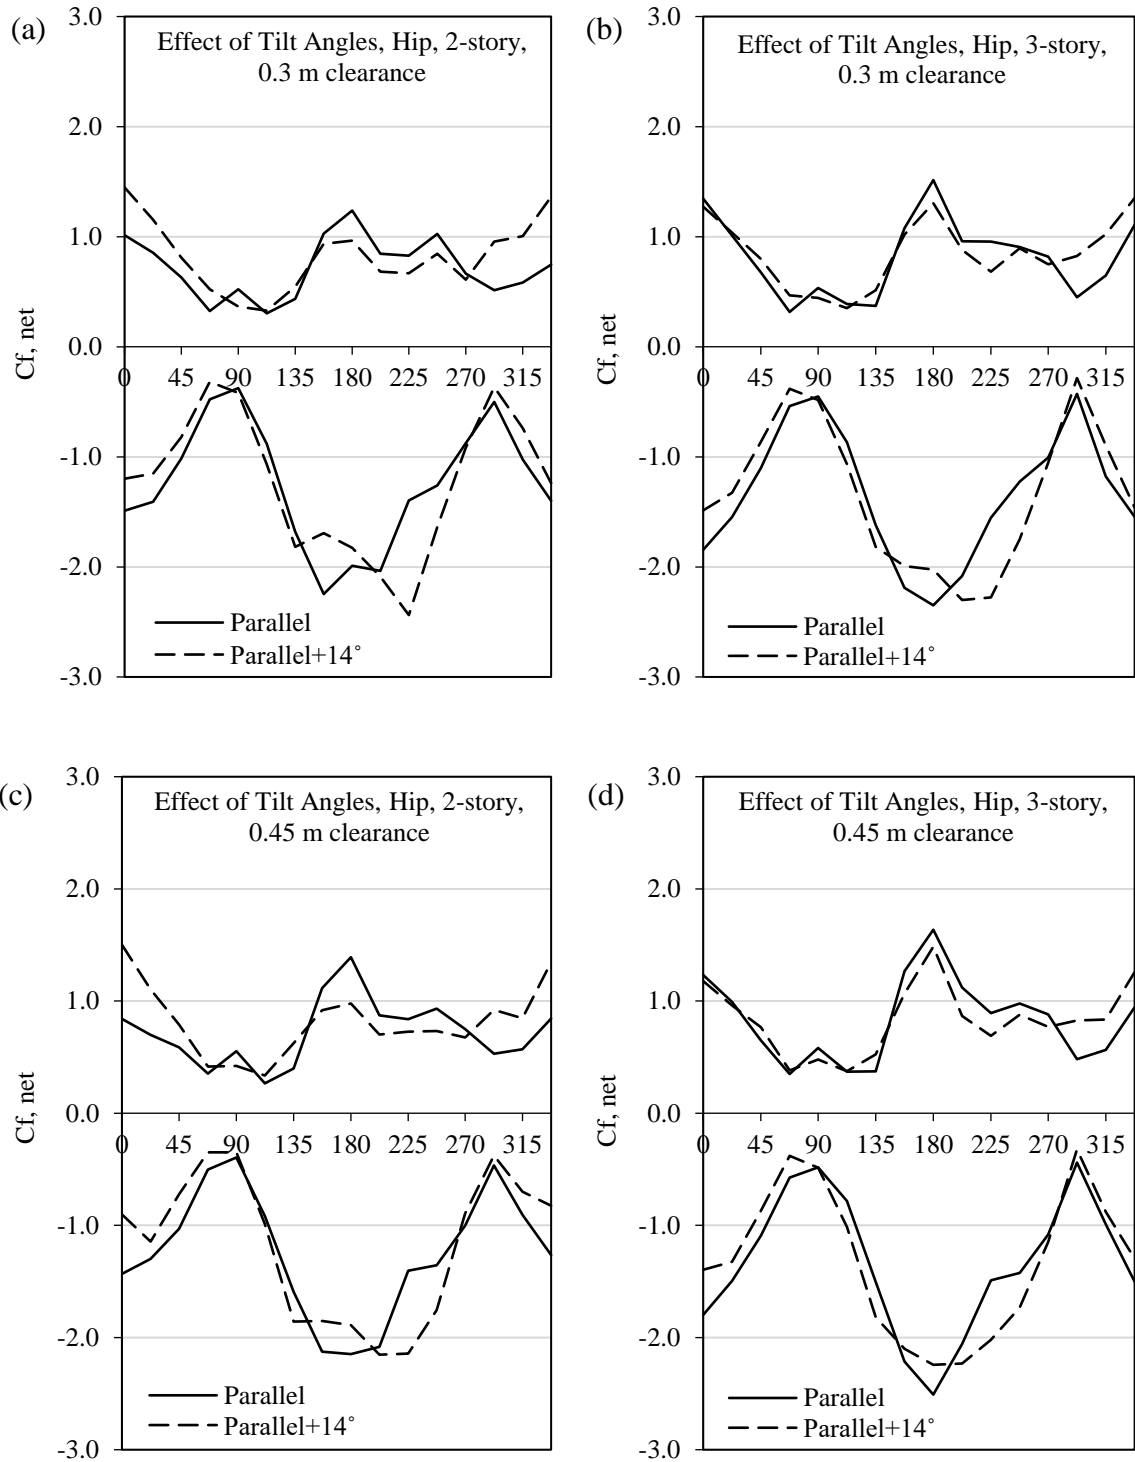 (a)
Effect of Tilt Angles, Hip, 2-story,
0.3 m clearance
3.0
2.0
1.0
0.0
-1.0
-2.0
-3.0
Cf, net
0 45 90 135 180 225 270 315
Parallel
Parallel+14˚
(b)
Effect of Tilt Angles, Hip, 3-story,
0.3 m clearance
3.0
2.0
1.0
0.0
-1.0
-2.0
-3.0
Cf, net
0 45 90 135 180 225 270 315
Parallel
Parallel+14˚
(c)
Effect of Tilt Angles, Hip, 2-story,
0.45 m clearance
3.0
2.0
1.0
0.0
-1.0
-2.0
-3.0
Cf, net
0 45 90 135 180 225 270 315
Parallel
Parallel+14˚
(d)
Effect of Tilt Angles, Hip, 3-story,
0.45 m clearance
3.0
2.0
1.0
0.0
-1.0
-2.0
-3.0
Cf, net
0 45 90 135 180 225 270 315
Parallel
Parallel+14˚